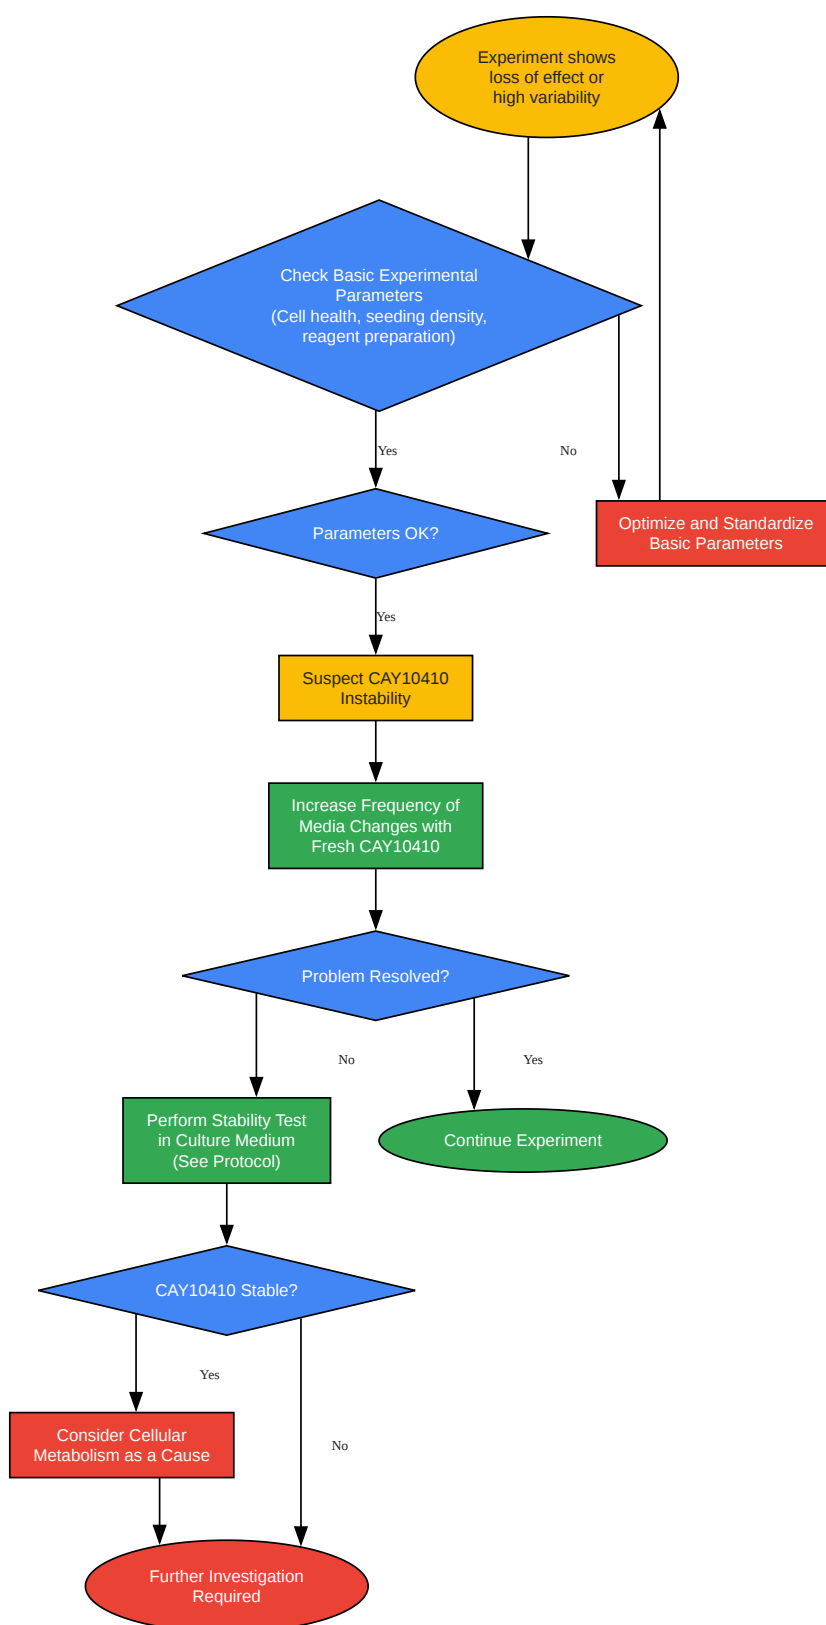 Experiment shows
loss of effect or
high variability
Check Basic Experimental
Parameters
(Cell health, seeding density,
reagent preparation)
Yes
No
Optimize and Standardize
Basic Parameters
Parameters OK?
Yes
Suspect CAY10410
Instability
Increase Frequency of
Media Changes with
Fresh CAY10410
Problem Resolved?
No
Yes
Perform Stability Test
in Culture Medium
(See Protocol)
Continue Experiment
CAY10410 Stable?
Yes
No
Consider Cellular
Metabolism as a Cause
Further Investigation
Required